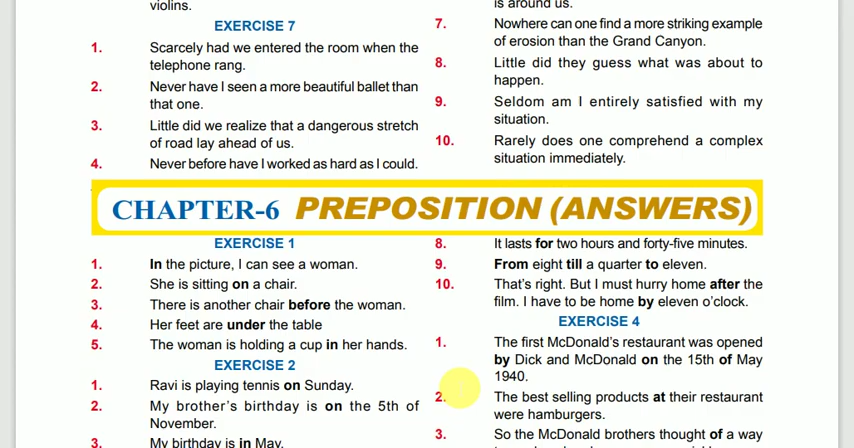 violins.
EXERCISE 7
1. Scarcely had we entered the room when the
telephone rang.
2. Never have I seen a more beautiful ballet than
that one.
3. Little did we realize that a dangerous stretch
of road lay ahead of us.
4. Never before have I worked as hard as I could.
is around us.
7. Nowhere can one find a more striking example
of erosion than the Grand Canyon.
8. Little did they guess what was about to
happen.
9. Seldom am I entirely satisfied with my
situation.
10. Rarely does one comprehend a complex
situation immediately.
CHAPTER-6 PREPOSITION (ANSWERS)
EXERCISE 1
1. In the picture, I can see a woman.
2. She is sitting on a chair.
3. There is another chair before the woman.
4. Her feet are under the table
5. The woman is holding a cup in her hands.
EXERCISE 2
1. Ravi is playing tennis on Sunday.
2. My brother's birthday is on the 5th of
November.
3. My birthday is in May.
8. It lasts for two hours and forty-five minutes.
9. From eight till a quarter to eleven.
10. That's right. But I must hurry home after the
film. I have to be home by eleven o'clock.
EXERCISE 4
1. The first McDonald's restaurant was opened
by Dick and McDonald on the 15th of May
1940.
2. The best selling products at their restaurant
were hamburgers.
3. So the McDonald brothers thought of a way